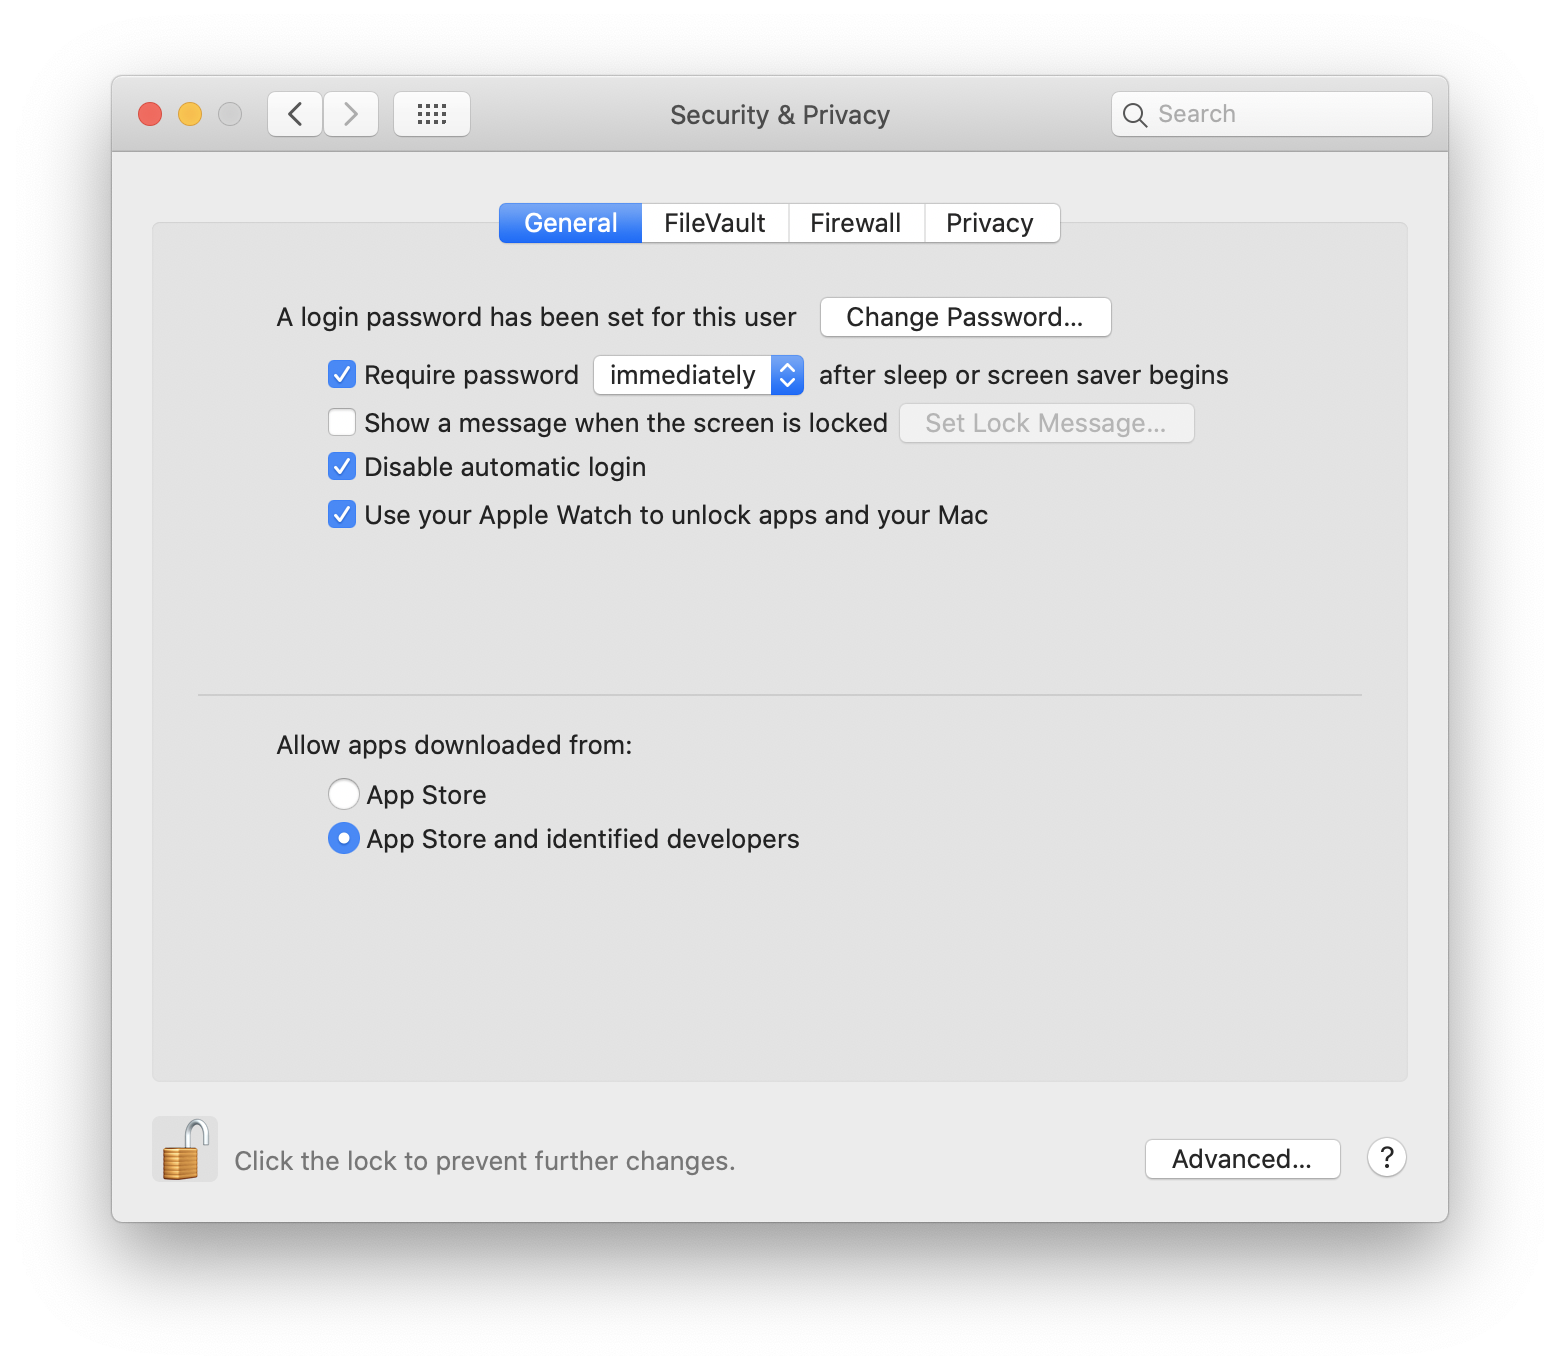 Security & Privacy
Search
General
FileVault
Firewall
Privacy
A login password has been set for this user
Change Password...
Require password immediately after sleep or screen saver begins
Show a message when the screen is locked
Set Lock Message...
Disable automatic login
Use your Apple Watch to unlock apps and your Mac
Allow apps downloaded from:
App Store
App Store and identified developers
Click the lock to prevent further changes.
Advanced...
?